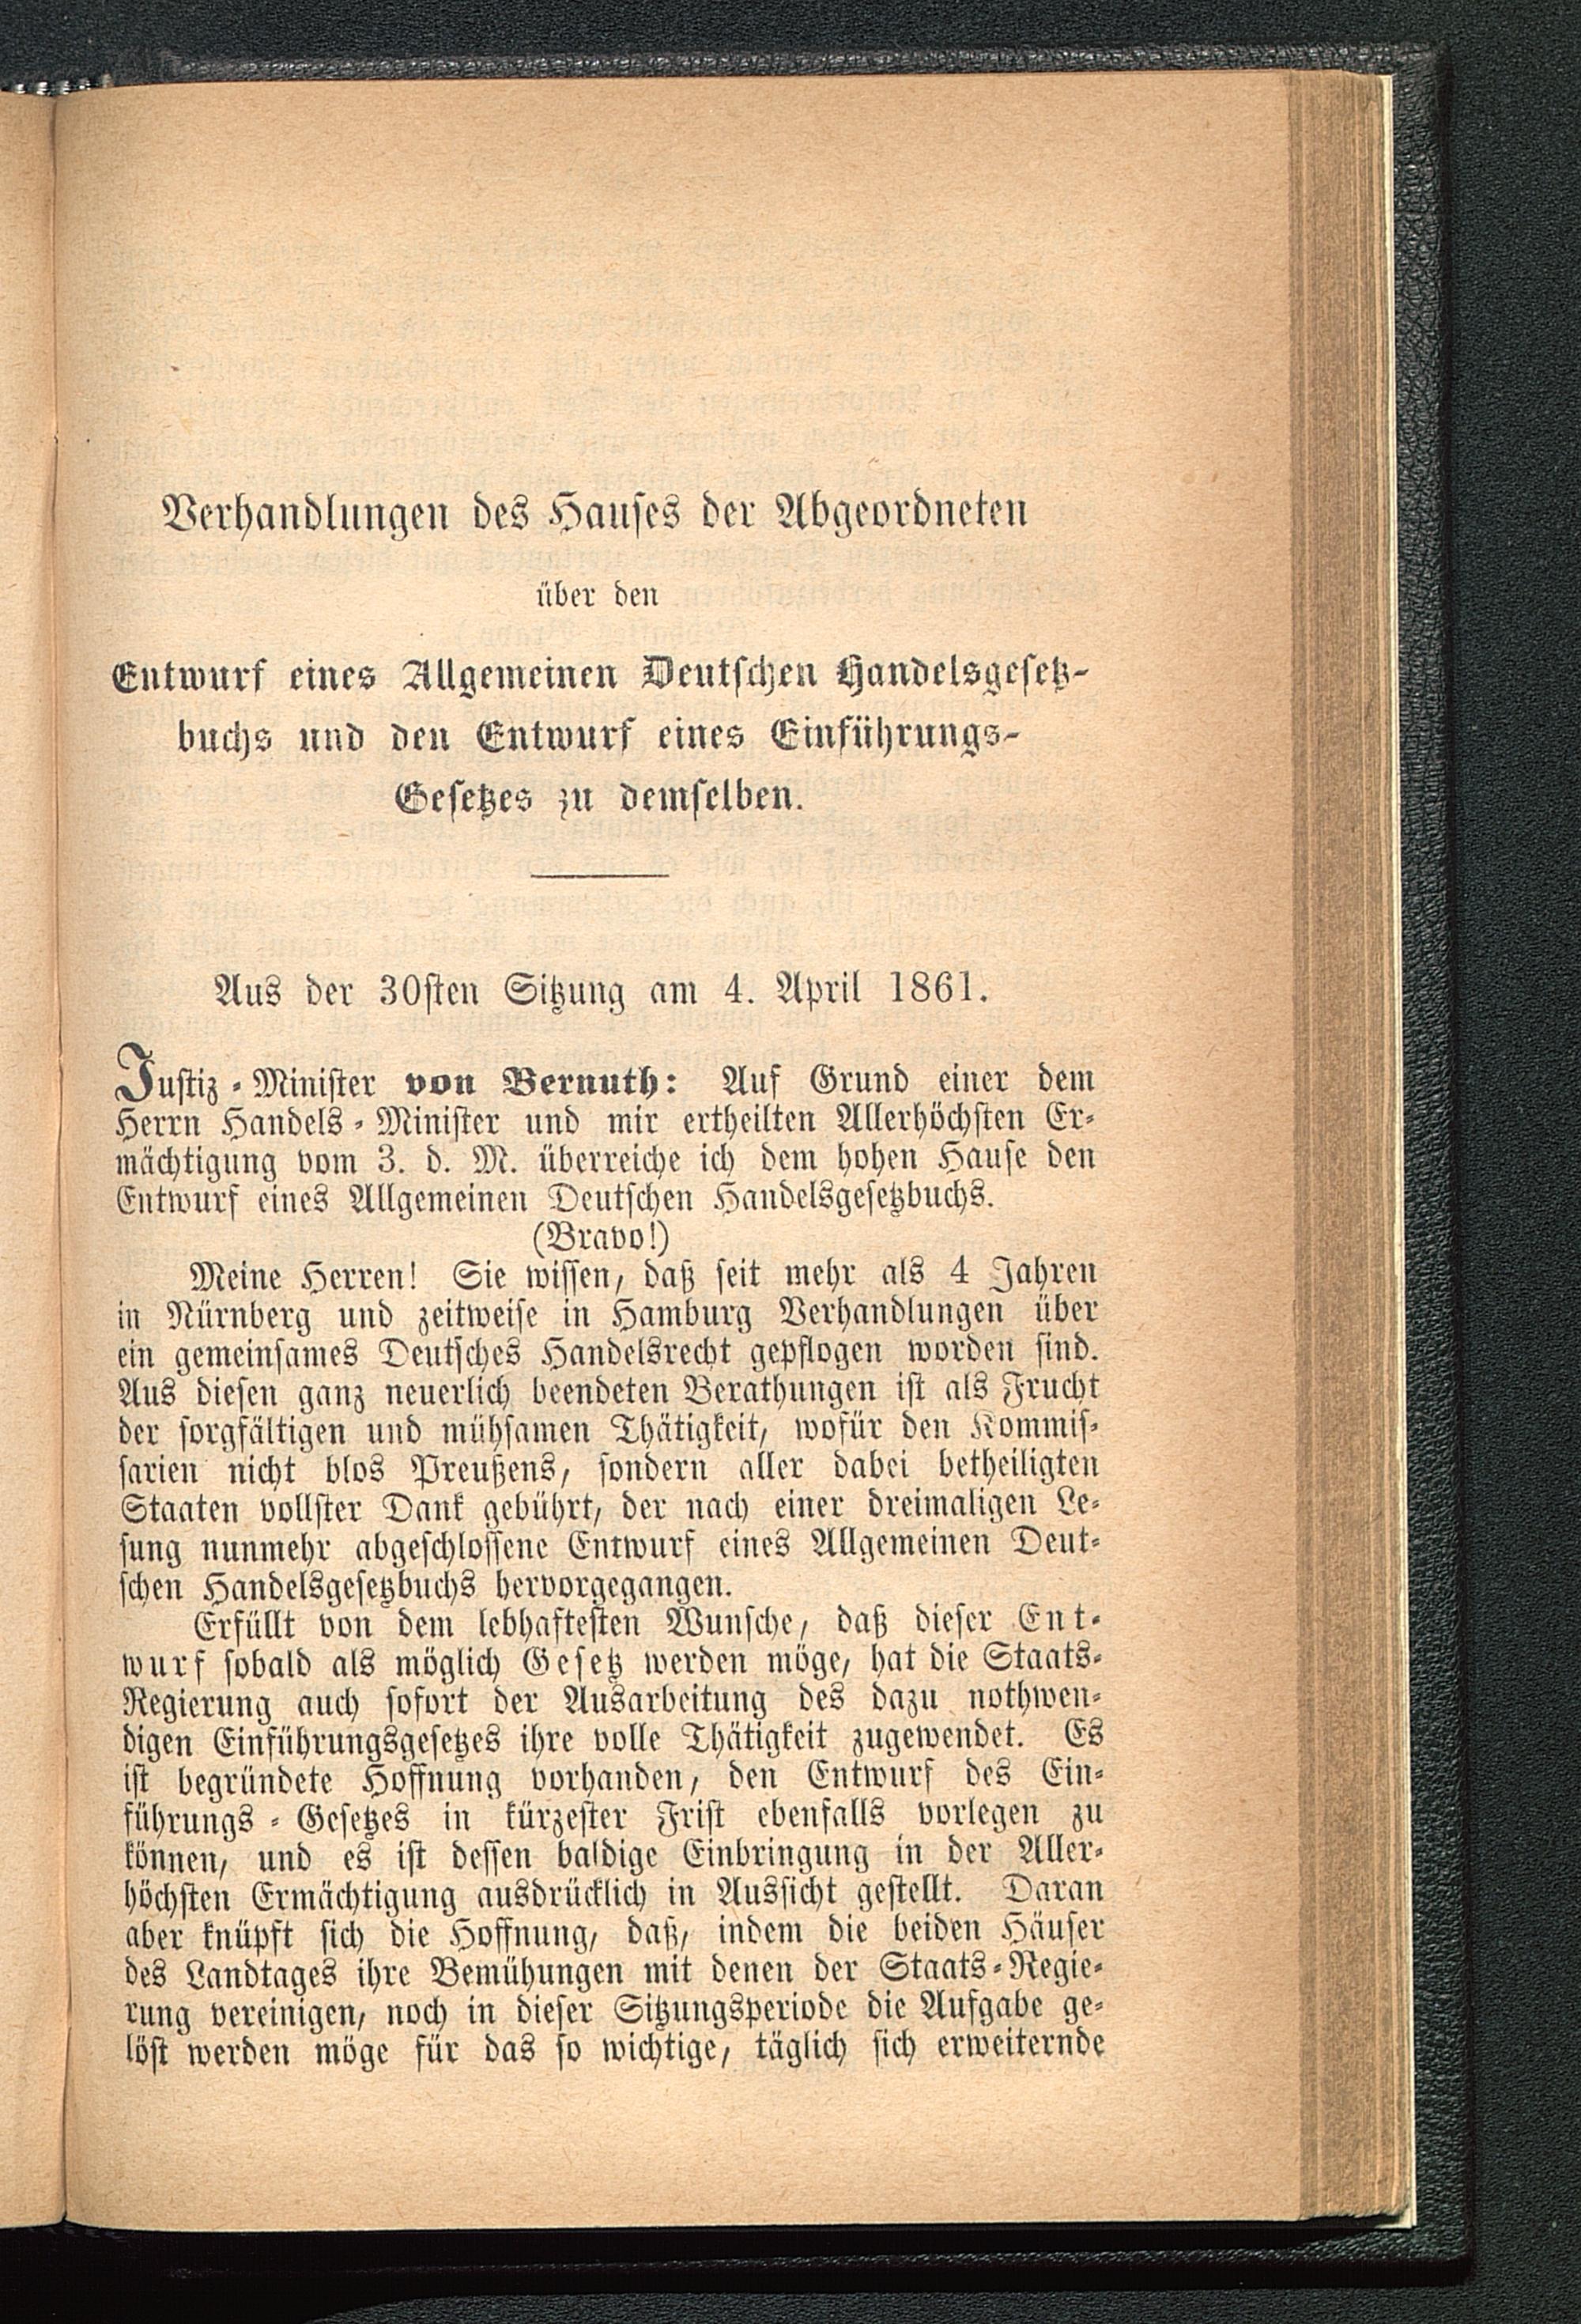 Verhandlungen des Hauses der Abgeordneten
über den
Entwurf eines Allgemeinen Deutschen Handelsgesetz-
buchs und den Entwurf eines Einführungs-
Gesetzes zu demselben.
Aus der 30sten Sitzung am 4. April 1861.
Justiz-Minister von Bernuth: Auf Grund einer dem
Herrn Handels-Minister und mir ertheilten Allerhöchsten Er-
mächtigung vom 3. d. M. überreiche ich dem hohen Hause den
Entwurf eines Allgemeinen Deutschen Handelsgesetzbuchs.
(Bravo!)
Meine Herren! Sie wissen, daß seit mehr als 4 Jahren
in Nürnberg und zeitweise in Hamburg Verhandlungen über
ein gemeinsames Deutsches Handelsrecht gepflogen worden sind.
Aus diesen ganz neuerlich beendeten Berathungen ist als Frucht
der sorgfältigen und mühsamen Thätigkeit, wofür den Kommis-
sarien nicht blos Preußens, sondern aller dabei betheiligten
Staaten vollster Dank gebührt, der nach einer dreimaligen Le-
sung nunmehr abgeschlossene Entwurf eines Allgemeinen Deut-
schen Handelsgesetzbuchs hervorgegangen.
Erfüllt von dem lebhaftesten Wunsche, daß dieser Ent-
wurf sobald als möglich Gesetz werden möge, hat die Staats-
Regierung auch sofort der Ausarbeitung des dazu nothwen-
digen Einführungsgesetzes ihre volle Thätigkeit zugewendet. Es
ist begründete Hoffnung vorhanden, den Entwurf des Ein-
führungs-Gesetzes in kürzester Frist ebenfalls vorlegen zu
können, und es ist dessen baldige Einbringung in der Aller-
höchsten Ermächtigung ausdrücklich in Aussicht gestellt. Daran
aber knüpft sich die Hoffnung, daß, indem die beiden Häuser
des Landtages ihre Bemühungen mit denen der Staats-Regie-
rung vereinigen, noch in dieser Sitzungsperiode die Aufgabe ge-
löst werden möge für das so wichtige, täglich sich erweiternde